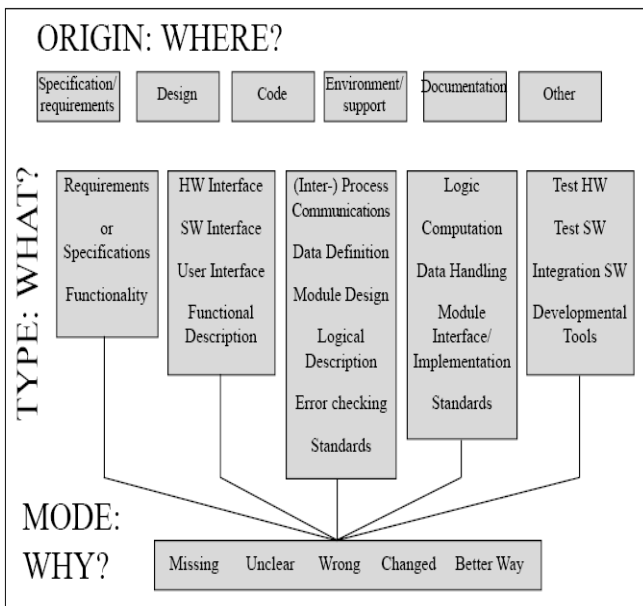 ORIGIN: WHERE?
Specification/
requirements
Design
Code
Environment/
support
Documentation
Other
TYPE: WHAT?
Requirements
or
Specifications
Functionality
HW Interface
SW Interface
User Interface
Functional
Description
(Inter-) Process
Communications
Data Definition
Module Design
Logical
Description
Error checking
Standards
Logic
Computation
Data Handling
Module
Interface/
Implementation
Standards
Test HW
Test SW
Integration SW
Developmental
Tools
MODE:
WHY?
Missing Unclear Wrong Changed Better Way